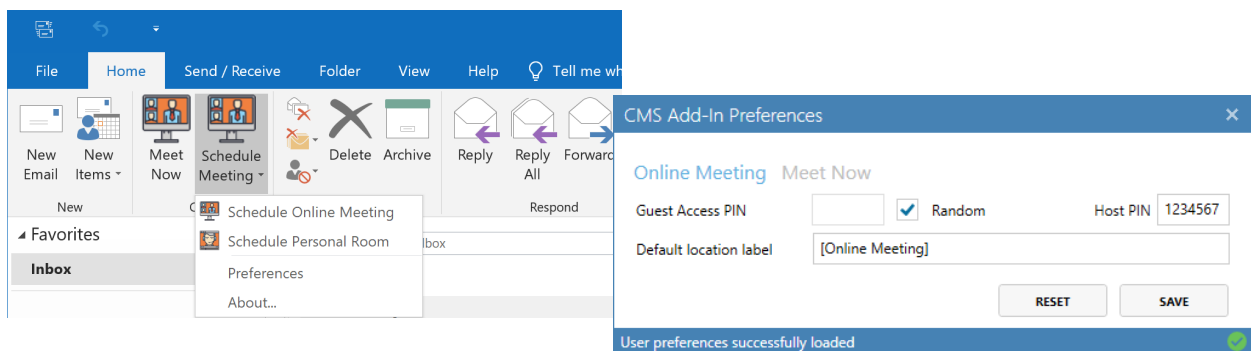 File Home Send / Receive Folder View Help Tell me wh
New Email
New Items
Meet Now
Schedule Meeting
Delete
Archive
Reply
Reply All
Forward
New
Respond
Schedule Online Meeting
Schedule Personal Room
Preferences
About...
Favorites
Inbox
CMS Add-In Preferences
Online Meeting Meet Now
Guest Access PIN Random Host PIN 1234567
Default location label [Online Meeting]
RESET SAVE
User preferences successfully loaded